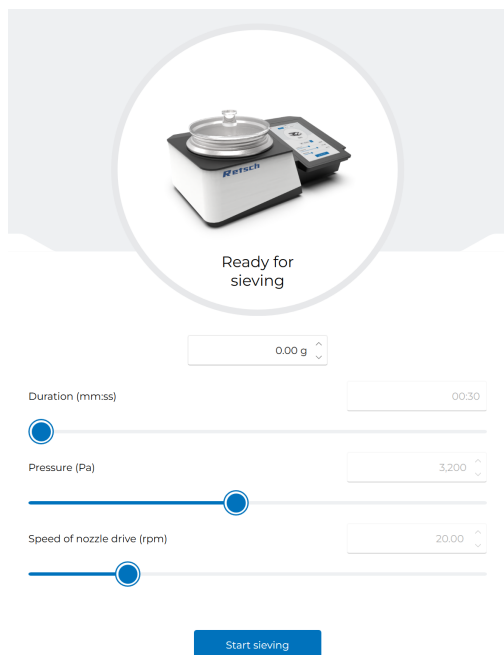 Retsch
Ready for
sieving
0.00 g
Duration (mm:ss)
00:30
Pressure (Pa)
3,200
Speed of nozzle drive (rpm)
20.00
Start sieving